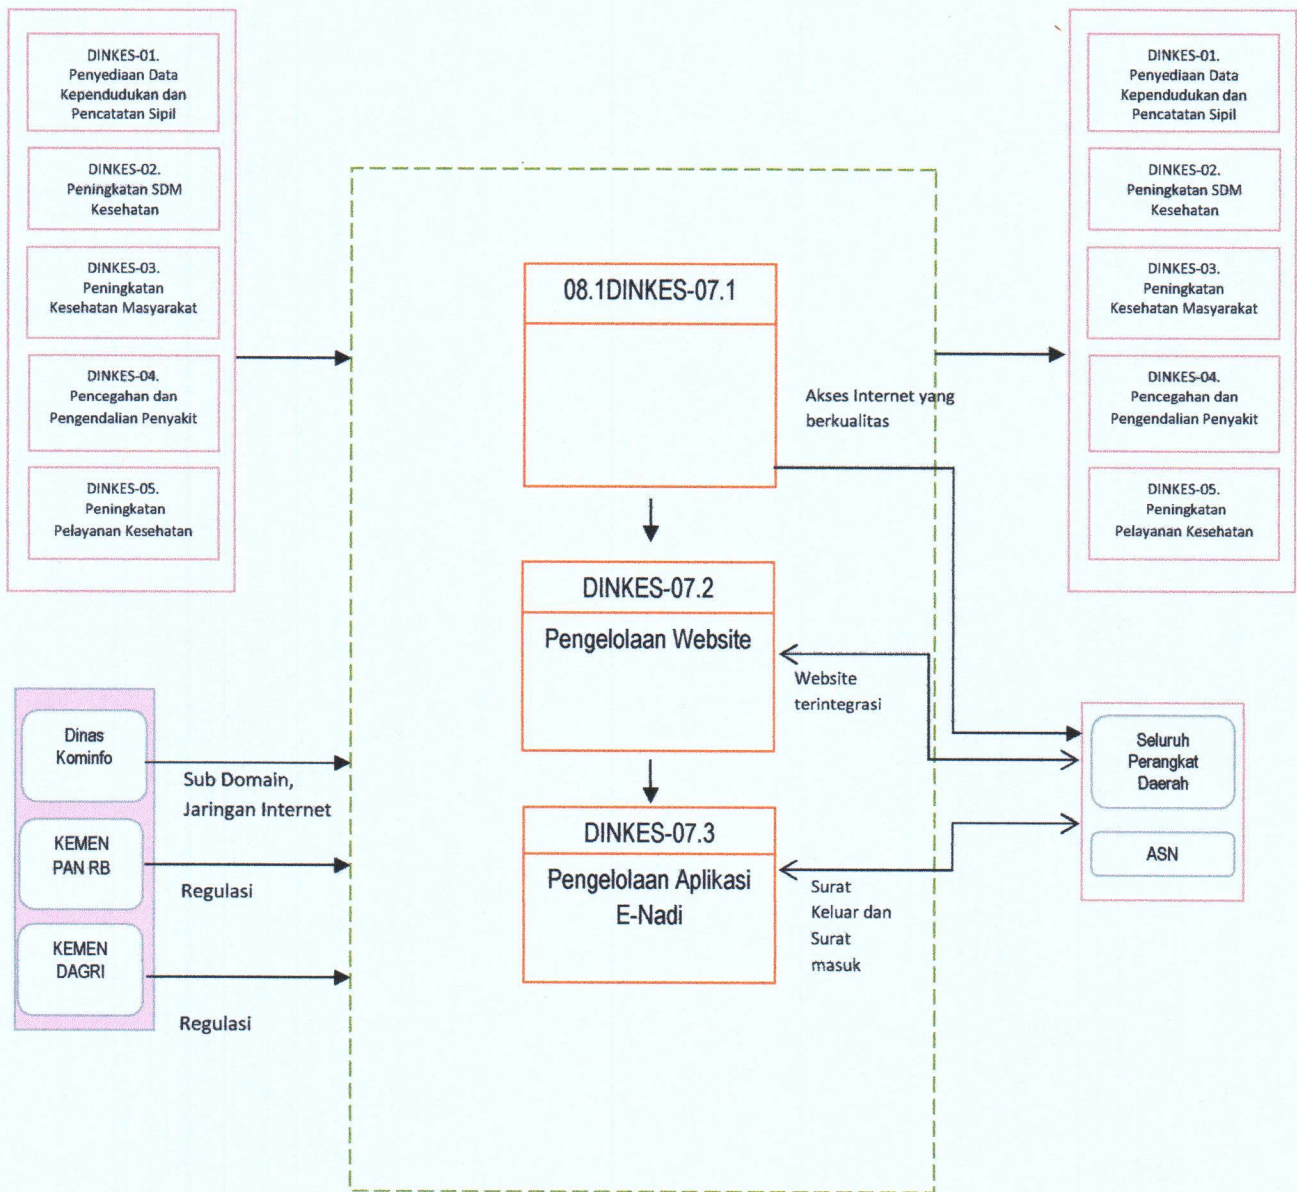 DINKES-01.
Penyediaan Data
Kependudukan dan
Pencatatan Sipil
DINKES-02.
Peningkatan SDM
Kesehatan
DINKES-03.
Peningkatan
Kesehatan Masyarakat
DINKES-04.
Pencegahan dan
Pengendalian Penyakit
DINKES-05.
Peningkatan
Pelayanan Kesehatan
Dinas
Kominfo
KEMEN
PAN RB
KEMEN
DAGRI
Sub Domain,
Jaringan Internet
Regulasi
Regulasi
08.1DINKES-07.1
Akses Internet yang
berkualitas
DINKES-07.2
Pengelolaan Website
Website
terintegrasi
DINKES-07.3
Pengelolaan Aplikasi
E-Nadi
Surat
Keluar dan
Surat
masuk
DINKES-01.
Penyediaan Data
Kependudukan dan
Pencatatan Sipil
DINKES-02.
Peningkatan SDM
Kesehatan
DINKES-03.
Peningkatan
Kesehatan Masyarakat
DINKES-04.
Pencegahan dan
Pengendalian Penyakit
DINKES-05.
Peningkatan
Pelayanan Kesehatan
Seluruh
Perangkat
Daerah
ASN